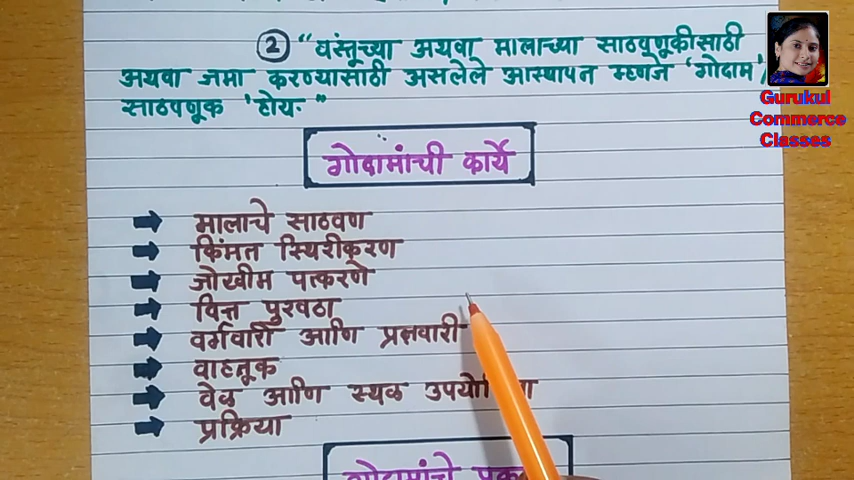 ② “वस्तूच्या अथवा मालाच्या साठवणूकीसाठी
अथवा जमा करण्यासाठी असलेले आस्थापन म्हणजे ‘गोदाम’/
साठवणूक ' होय. ”
गोदामांची कार्ये
मालाचे साठवण
किंमत स्थिरीकरण
जोखीम पत्करणे
वित्त पुरवठा
वर्गवारी आणि प्रतवारी
वाहतूक
वेळ आणि स्थळ
प्रक्रिया
गोदामांचे
Gurukul
Commerce
Classes